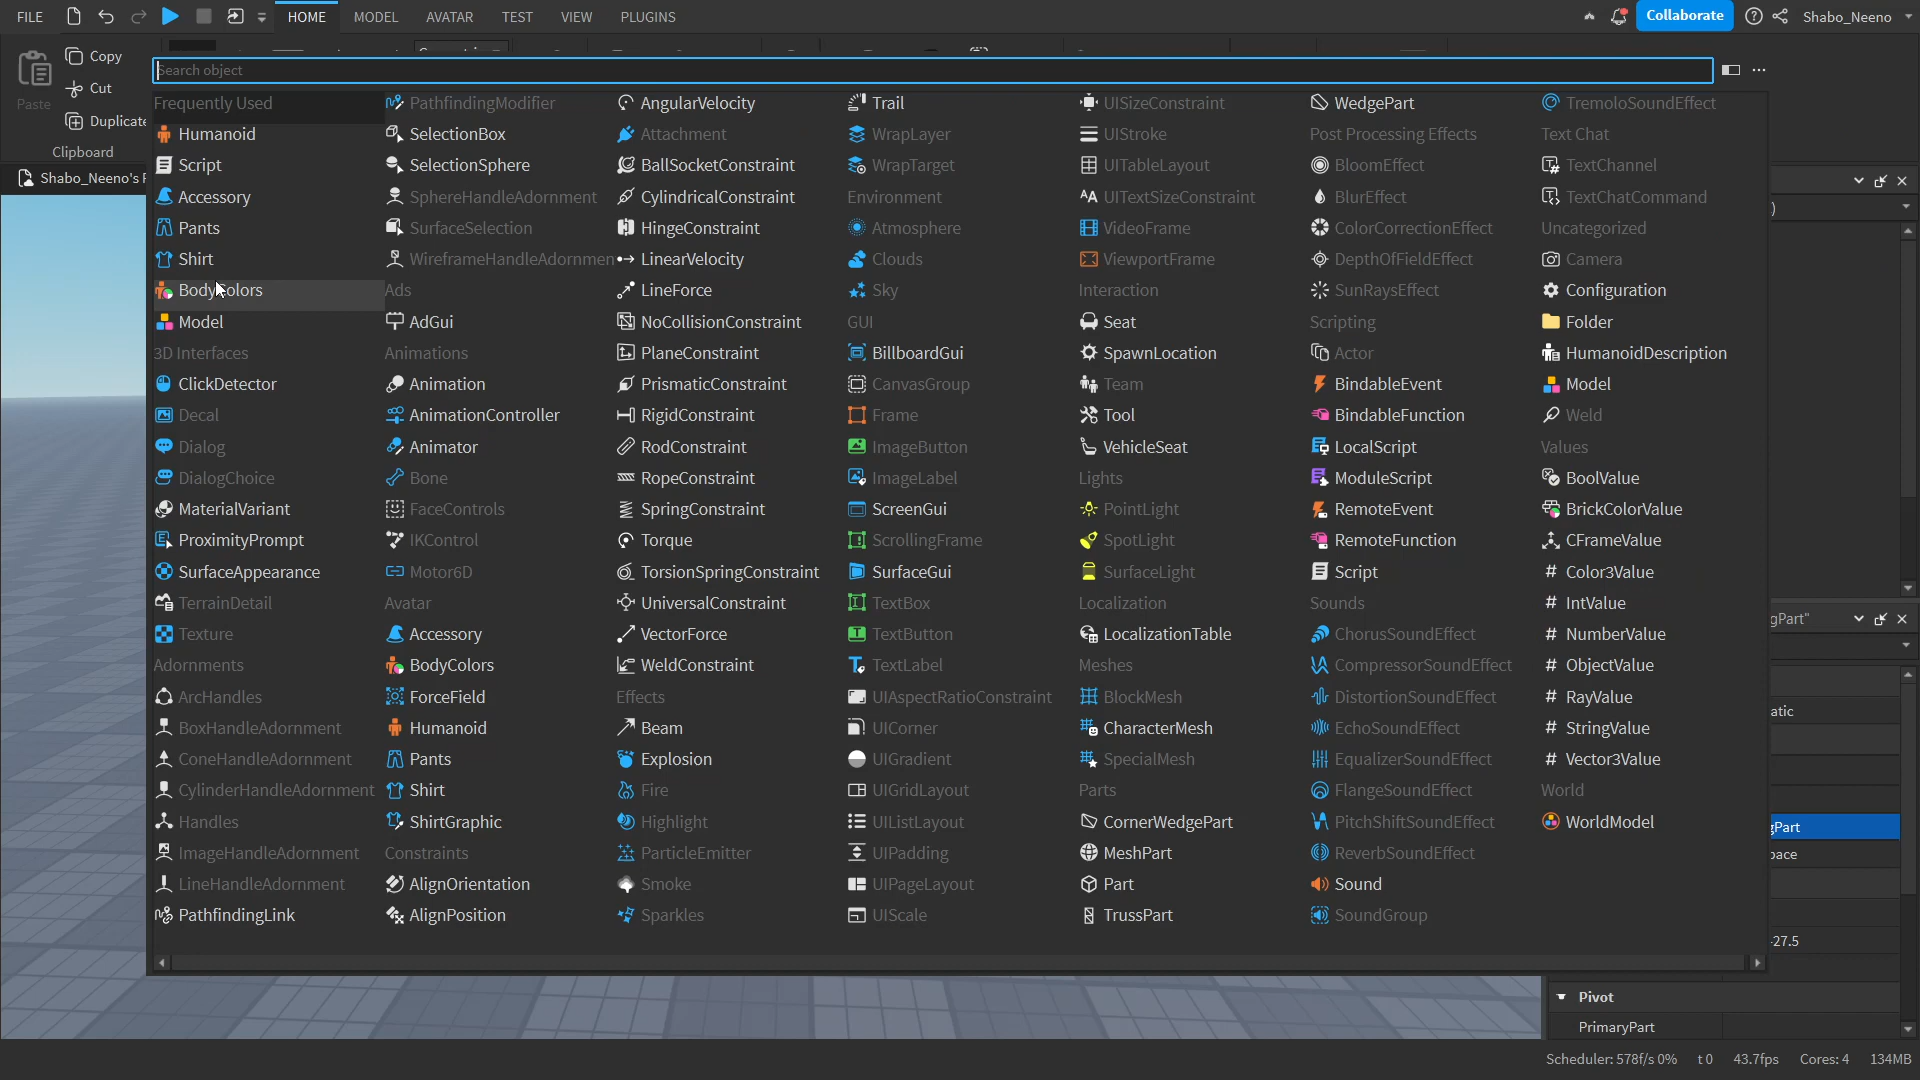 FILE
HOME
MODEL
AVATAR
TEST
VIEW
PLUGINS
Collaborate
Shabo_Neeno
Copy
Cut
Duplicate
Paste
Clipboard
Shabo_Neeno's
Search object
Frequently Used
Humanoid
Script
Accessory
Pants
Shirt
BodyColors
Model
3D Interfaces
ClickDetector
Decal
Dialog
DialogChoice
MaterialVariant
ProximityPrompt
SurfaceAppearance
TerrainDetail
Texture
Adornments
ArcHandles
BoxHandleAdornment
ConeHandleAdornment
CylinderHandleAdornment
Handles
ImageHandleAdornment
LineHandleAdornment
PathfindingLink
PathfindingModifier
SelectionBox
SelectionSphere
SphereHandleAdornment
SurfaceSelection
WireframeHandleAdornmen
Ads
AdGui
Animations
Animation
AnimationController
Animator
Bone
FaceControls
IKControl
Motor6D
Avatar
Accessory
BodyColors
ForceField
Humanoid
Pants
Shirt
ShirtGraphic
Constraints
AlignOrientation
AlignPosition
AngularVelocity
Attachment
BallSocketConstraint
CylindricalConstraint
HingeConstraint
LinearVelocity
LineForce
NoCollisionConstraint
PlaneConstraint
PrismaticConstraint
RigidConstraint
RodConstraint
RopeConstraint
SpringConstraint
Torque
TorsionSpringConstraint
UniversalConstraint
VectorForce
WeldConstraint
Effects
Beam
Explosion
Fire
Highlight
ParticleEmitter
Smoke
Sparkles
Trail
WrapLayer
WrapTarget
Environment
Atmosphere
Clouds
Sky
GUI
BillboardGui
CanvasGroup
Frame
ImageButton
ImageLabel
ScreenGui
ScrollingFrame
SurfaceGui
TextBox
TextButton
TextLabel
UIAspectRatioConstraint
UICorner
UIGradient
UIGridLayout
UIListLayout
UIPadding
UIPageLayout
UIScale
UISizeConstraint
UIStroke
UITableLayout
UITextSizeConstraint
VideoFrame
ViewportFrame
Interaction
Seat
SpawnLocation
Team
Tool
VehicleSeat
Lights
PointLight
SpotLight
SurfaceLight
Localization
LocalizationTable
Meshes
BlockMesh
CharacterMesh
SpecialMesh
Parts
CornerWedgePart
MeshPart
Part
TrussPart
WedgePart
Post Processing Effects
BloomEffect
BlurEffect
ColorCorrectionEffect
DepthOfFieldEffect
SunRaysEffect
Scripting
Actor
BindableEvent
BindableFunction
LocalScript
ModuleScript
RemoteEvent
RemoteFunction
Script
Sounds
ChorusSoundEffect
CompressorSoundEffect
DistortionSoundEffect
EchoSoundEffect
EqualizerSoundEffect
FlangeSoundEffect
PitchShiftSoundEffect
ReverbSoundEffect
Sound
SoundGroup
TremoloSoundEffect
Text Chat
TextChannel
TextChatCommand
Uncategorized
Camera
Configuration
Folder
HumanoidDescription
Model
Weld
Values
BoolValue
BrickColorValue
CFrameValue
Color3Value
IntValue
NumberValue
ObjectValue
RayValue
StringValue
Vector3Value
World
WorldModel
)
gPart"
atic
gPart
pace
-27.5
Pivot
PrimaryPart
Scheduler: 578f/s 0% t 0 43.7fps Cores: 4 134MB